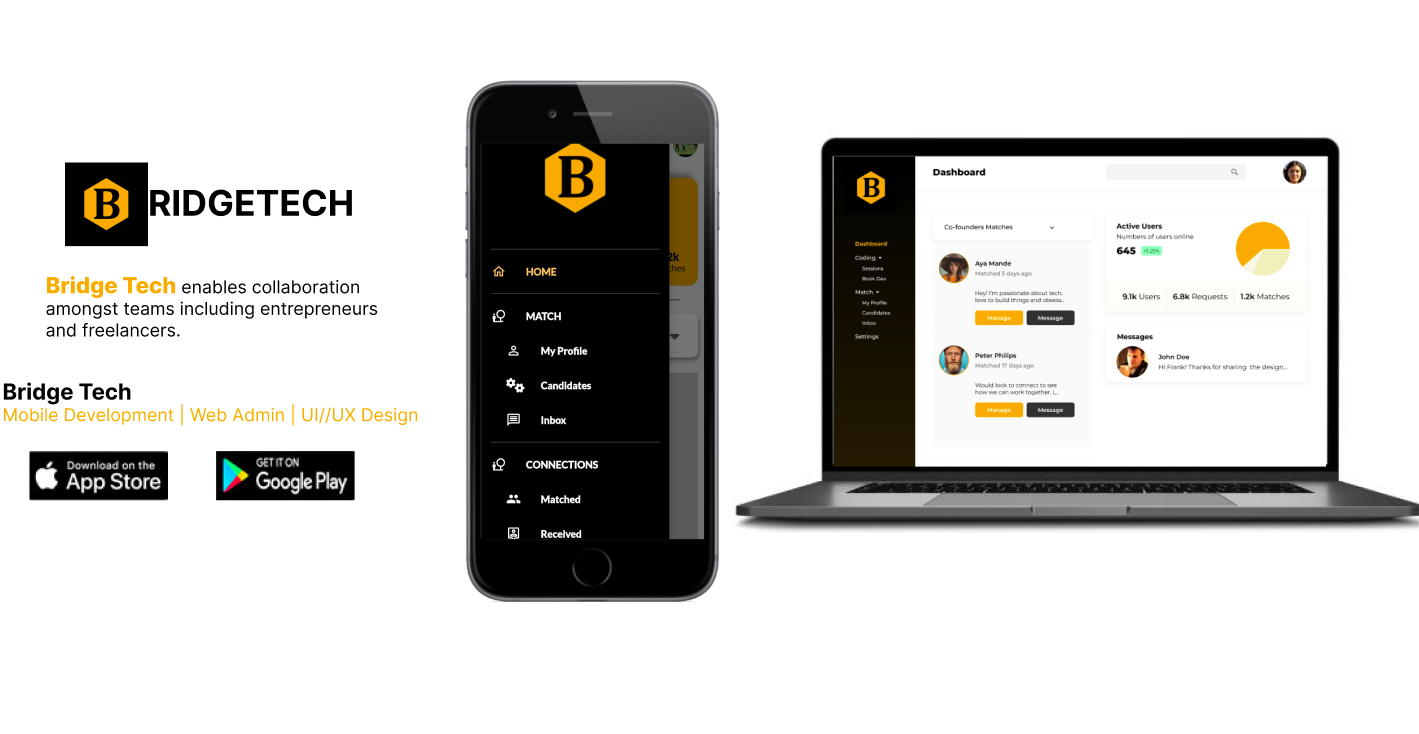 B
RIDGETECH
Bridge Tech enables collaboration
amongst teams including entrepreneurs
and freelancers.
Bridge Tech
Mobile Development | Web Admin | UI//UX Design
Download on the
App Store
GET IT ON
Google Play
B
HOME
MATCH
My Profile
Candidates
Inbox
CONNECTIONS
Matched
Received
2k
ches
B
Dashboard
Coding
Sessions
Book Dev
Match
My Profile
Candidates
Inbox
Settings
Dashboard
Co-founders Matches
Aya Mande
Matched 5 days ago
Hey! I'm passionate about tech,
love to build things and obsess..
Manage
Message
Peter Philips
Matched 17 days ago
Would look to connect to see
how we can work together. I..
Manage
Message
Active Users
Numbers of users online
645 +5.25%
9.1k Users
6.8k Requests
1.2k Matches
Messages
John Doe
Hi Frank! Thanks for sharing the design...